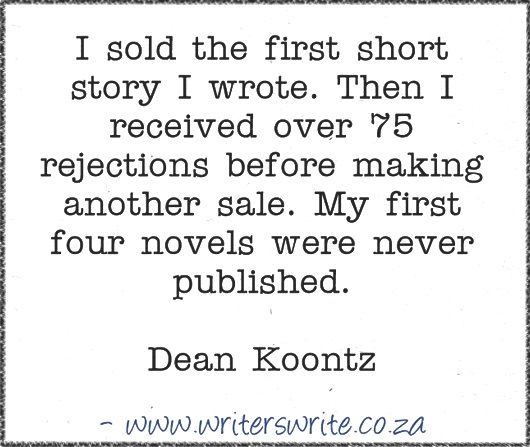 I sold the first short
story I wrote. Then I
received over 75
rejections before making
another sale. My first
four novels were never
published.
Dean Koontz
- www.writerswrite.co.za